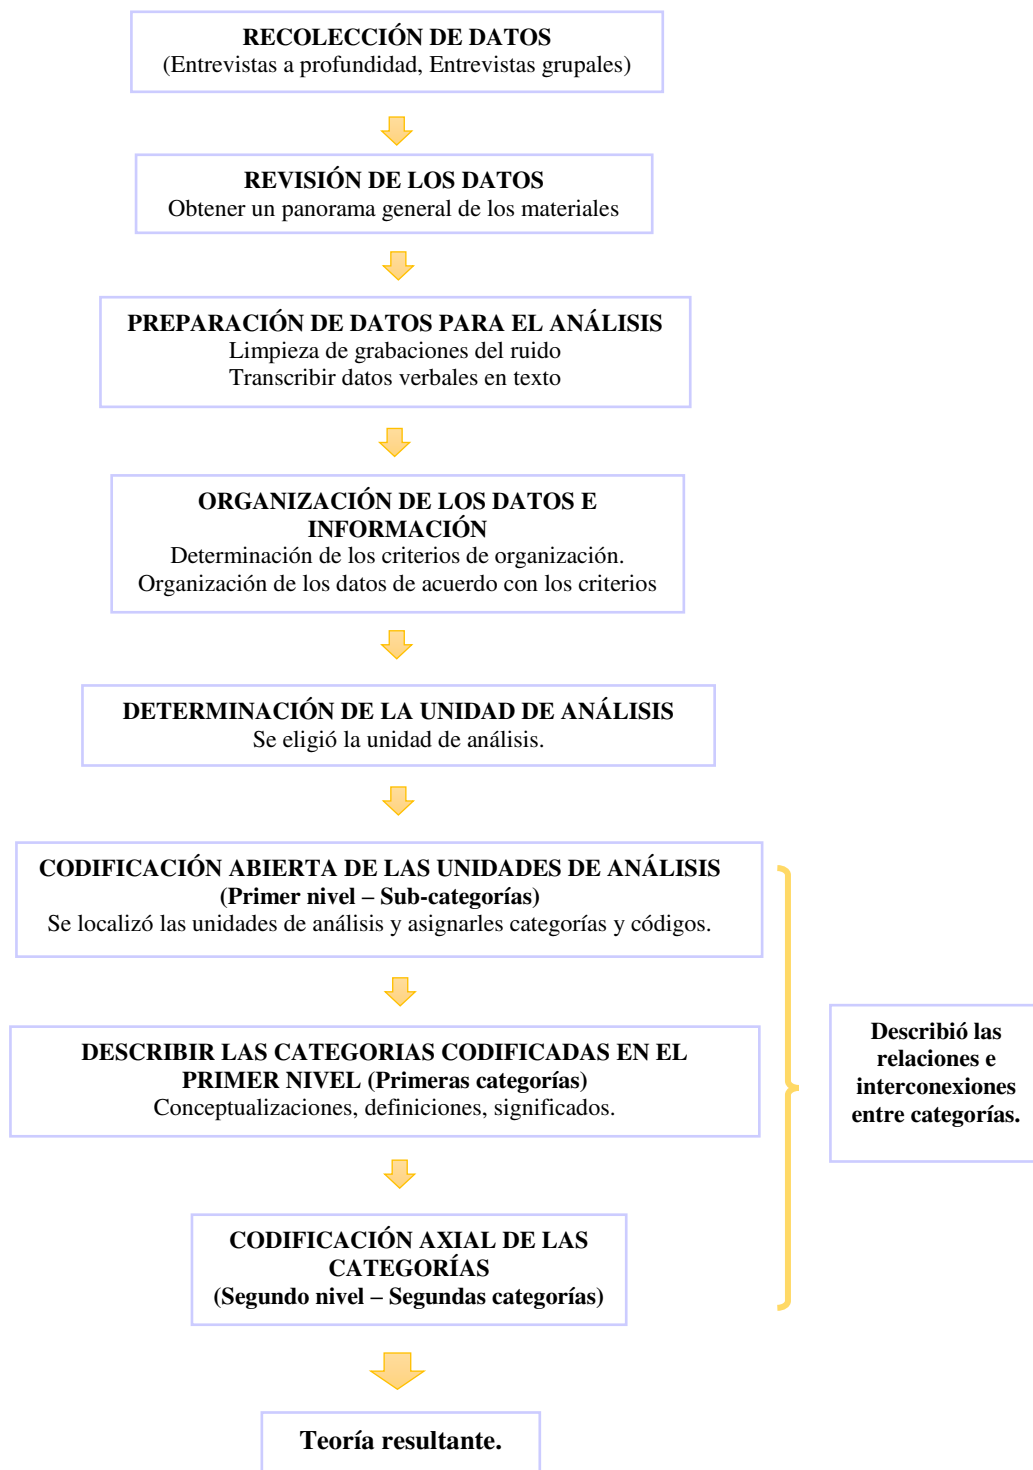 RECOLECCIÓN DE DATOS
(Entrevistas a profundidad, Entrevistas grupales)
REVISIÓN DE LOS DATOS
Obtener un panorama general de los materiales
PREPARACIÓN DE DATOS PARA EL ANÁLISIS
Limpieza de grabaciones del ruido
Transcribir datos verbales en texto
ORGANIZACIÓN DE LOS DATOS E
INFORMACIÓN
Determinación de los criterios de organización.
Organización de los datos de acuerdo con los criterios
DETERMINACIÓN DE LA UNIDAD DE ANÁLISIS
Se eligió la unidad de análisis.
CODIFICACIÓN ABIERTA DE LAS UNIDADES DE ANÁLISIS
(Primer nivel – Sub-categorías)
Se localizó las unidades de análisis y asignarles categorías y códigos.
DESCRIBIR LAS CATEGORIAS CODIFICADAS EN EL
PRIMER NIVEL (Primeras categorías)
Conceptualizaciones, definiciones, significados.
CODIFICACIÓN AXIAL DE LAS
CATEGORÍAS
(Segundo nivel – Segundas categorías)
Describió las
relaciones e
interconexiones
entre categorías.
Teoría resultante.